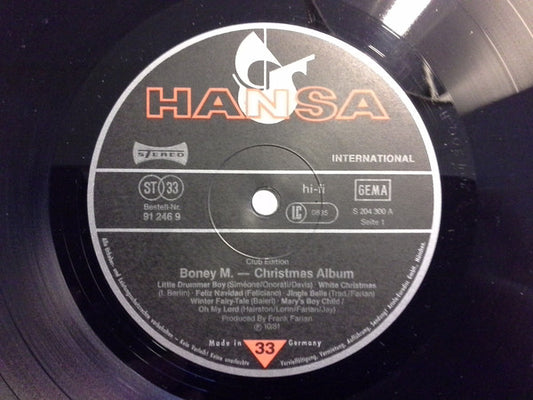 HANSA
STEREO
INTERNATIONAL
ST 33 hi-fi GEMA
Bestell-Nr. LC 0835 S 204 300 A
91 246 9 Seite 1
Club Edition
Boney M. — Christmas Album
Little Drummer Boy (Simeone/Onorati/Davis) · White Christmas
(I. Berlin) · Feliz Navidad (Feliciano) · Jingle Bells (Trad./Farian)
Winter Fairy-Tale (Baierl) · Mary's Boy Child /
Oh My Lord (Hairston/Lorin/Farian/Jay)
Produced By Frank Farian
℗ 1981
Made in 33 Germany